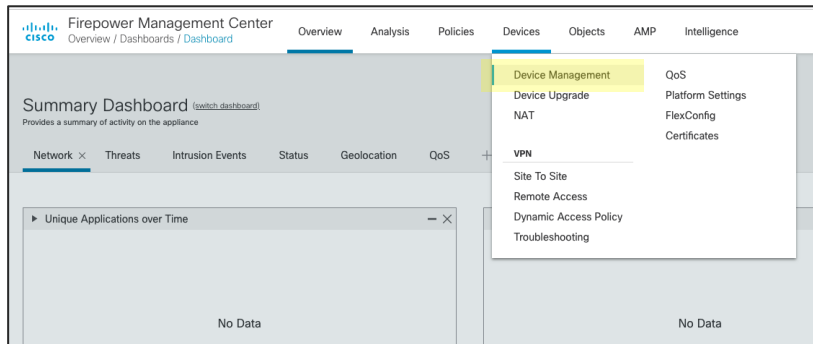 CISCO
Firepower Management Center
Overview / Dashboards / Dashboard
Overview Analysis Policies Devices Objects AMP Intelligence
Device Management QoS
Device Upgrade Platform Settings
NAT FlexConfig
Certificates
VPN
Site To Site
Remote Access
Dynamic Access Policy
Troubleshooting
Summary Dashboard (switch dashboard)
Provides a summary of activity on the appliance
Network × Threats Intrusion Events Status Geolocation QoS +
Unique Applications over Time
No Data
No Data